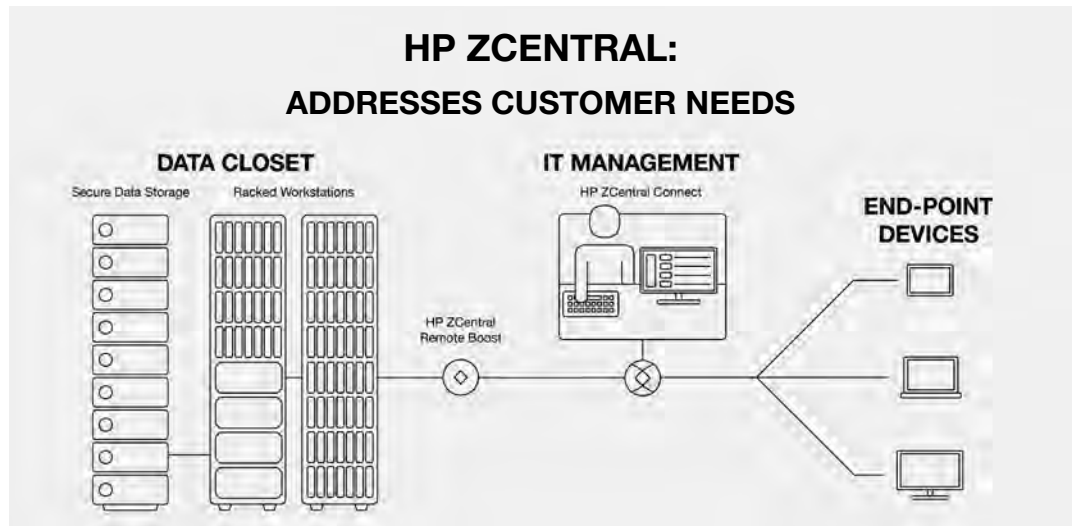 HP ZCENTRAL:
ADDRESSES CUSTOMER NEEDS
DATA CLOSET
Secure Data Storage
Racked Workstations
IT MANAGEMENT
HP ZCentral Connect
END-POINT
DEVICES
HP ZCentral
Remote Boost